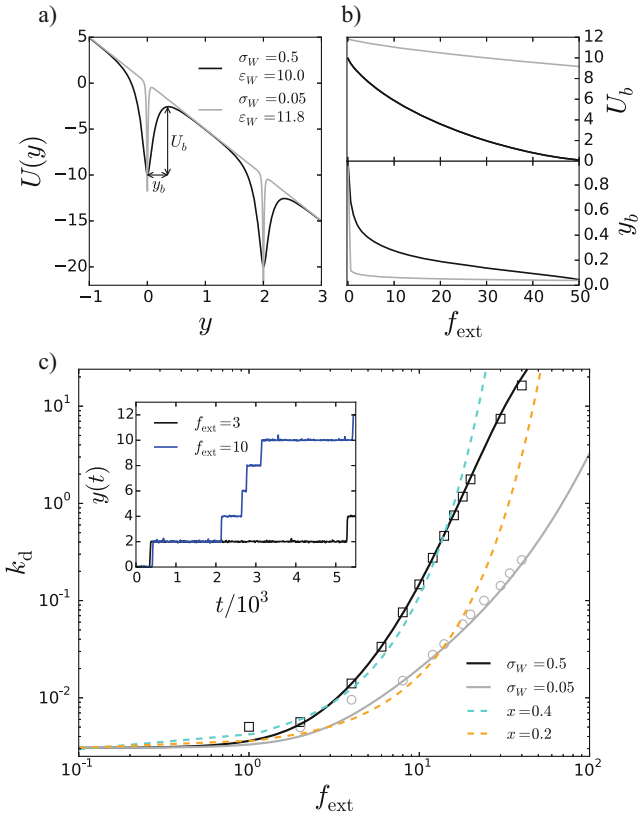 a)
5
0
−5
−10
−15
−20
U(y)
σ_W = 0.5
ε_W = 10.0
σ_W = 0.05
ε_W = 11.8
U_b
y_b
−1
0
1
2
3
y
b)
12
10
8
6
4
2
0
U_b
0.8
0.6
0.4
0.2
0.0
y_b
0
10
20
30
40
50
f_ext
c)
10^1
10^0
10^-1
10^-2
k_d
12
10
8
6
4
2
0
y(t)
f_ext = 3
f_ext = 10
0
1
2
3
4
5
t/10^3
σ_W = 0.5
σ_W = 0.05
x = 0.4
x = 0.2
10^-1
10^0
10^1
10^2
f_ext